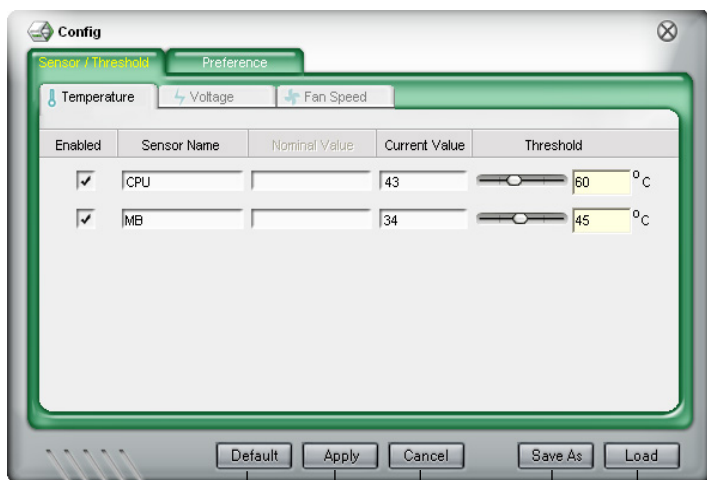 Config
Sensor / Threshold Preference
Temperature Voltage Fan Speed
Enabled Sensor Name Nominal Value Current Value Threshold
CPU 43 60 °C
MB 34 45 °C
Default Apply Cancel Save As Load